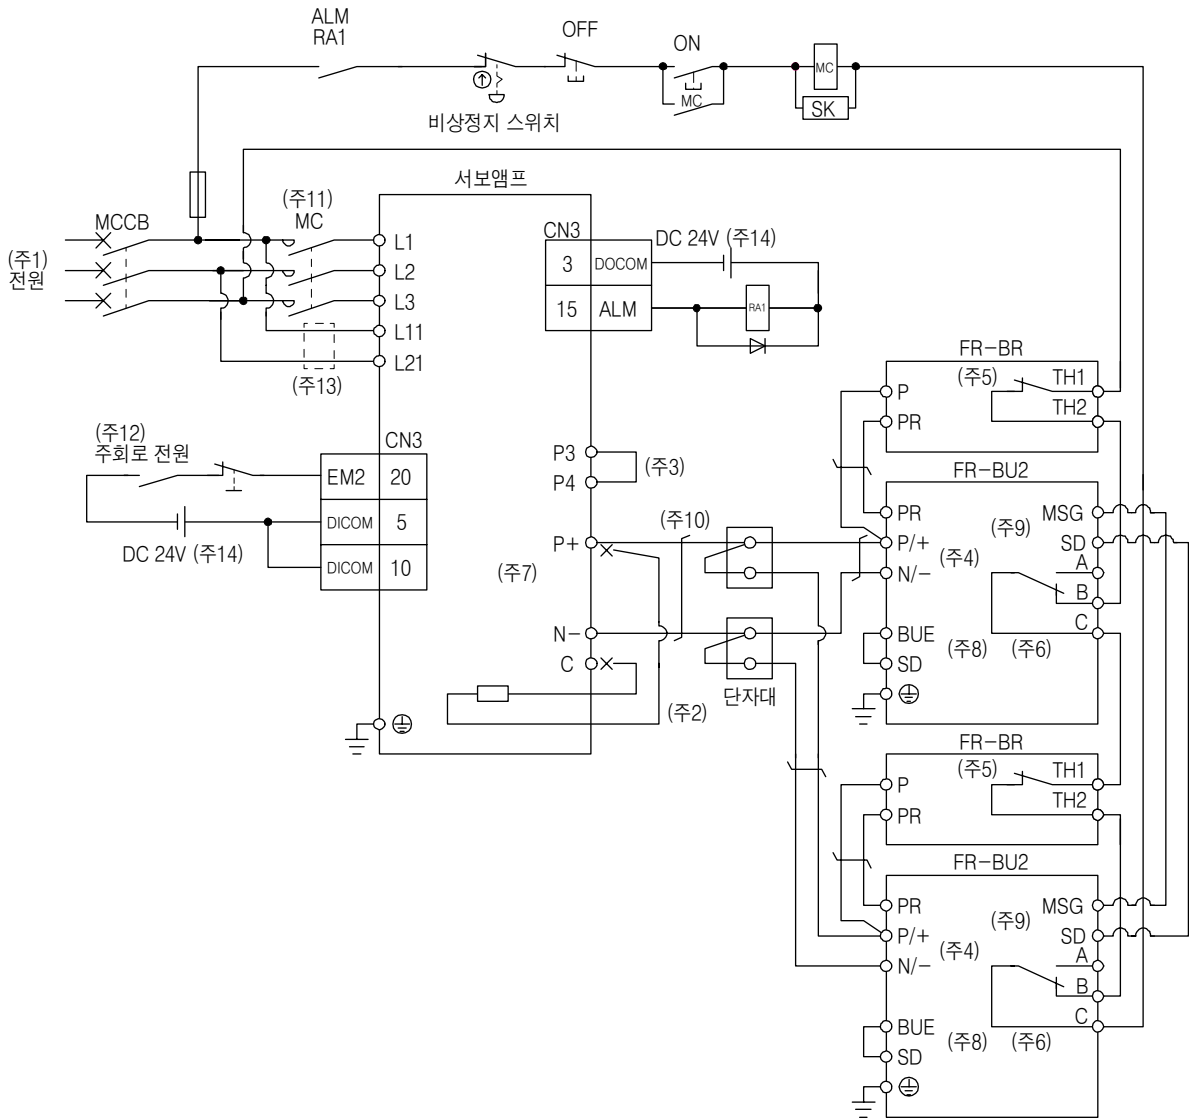 ALM
RA1
OFF
ON
MC
MC
SK
비상정지 스위치
서보앰프
(주11)
MC
MCCB
(주1)
전원
L1
L2
L3
L11
L21
(주13)
CN3
3 DOCOM
15 ALM
DC 24V (주14)
RA1
(주12)
주회로 전원
CN3
EM2 20
DICOM 5
DICOM 10
DC 24V (주14)
P3
P4
(주3)
P+
(주7)
N-
C
(주10)
(주2)
단자대
FR-BR
P
PR
(주5)
TH1
TH2
FR-BU2
PR
P/+
N/-
(주4)
(주9)
MSG
SD
A
B
C
BUE
SD
(주8)
(주6)
FR-BR
P
PR
(주5)
TH1
TH2
FR-BU2
PR
P/+
N/-
(주4)
(주9)
MSG
SD
A
B
C
BUE
SD
(주8)
(주6)